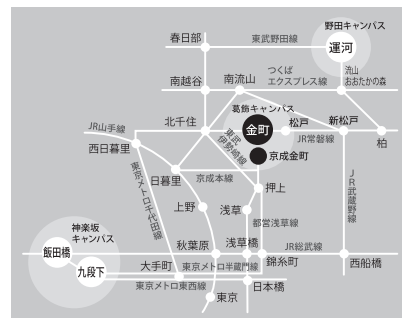 野田キャンパス
春日部
東武野田線
運河
南越谷
南流山
つくば
エクスプレス線
流山
おおたかの森
葛飾キャンパス
北千住
金町
松戸
新松戸
JR山手線
JR常磐線
柏
西日暮里
東武
伊勢崎線
京成金町
日暮里
京成本線
東京メトロ千代田線
押上
JR武蔵野線
上野
浅草
都営浅草線
神楽坂
キャンパス
飯田橋
秋葉原
浅草橋
JR総武線
九段下
大手町
東京メトロ半蔵門線
錦糸町
西船橋
東京メトロ東西線
日本橋
東京